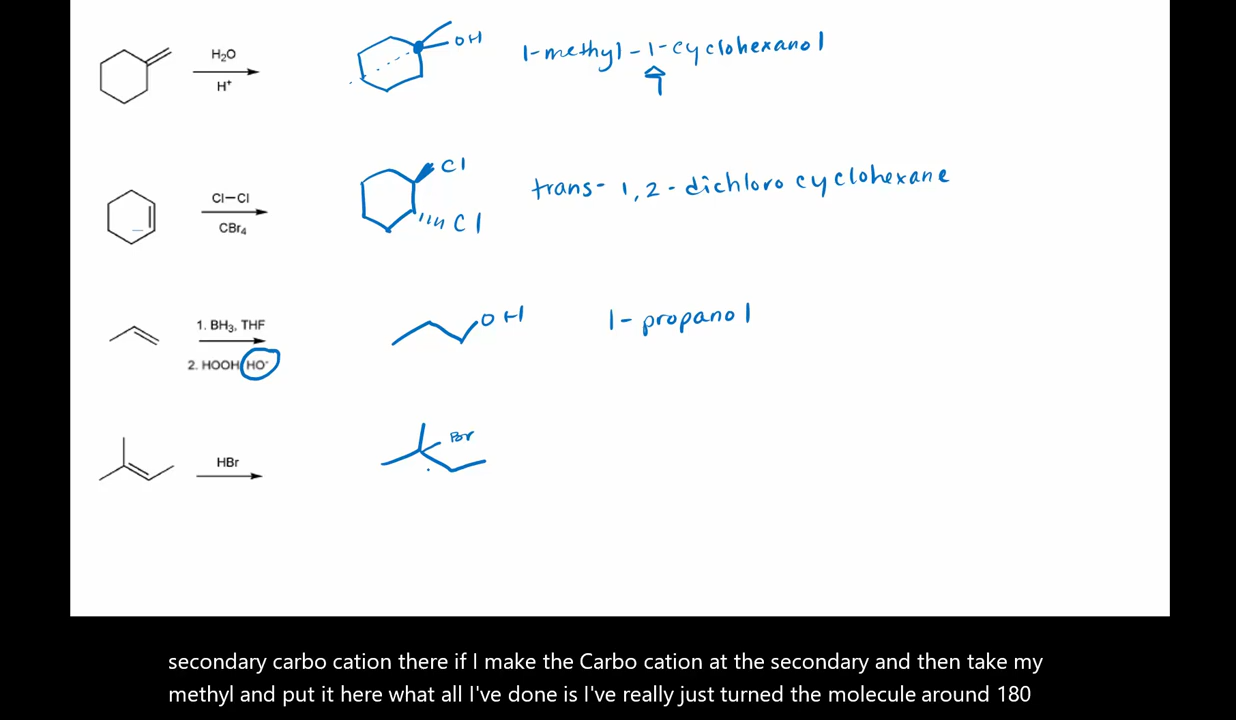 H₂O
H⁺
OH
1-methyl-1-cyclohexanol
Cl—Cl
CBr₄
Cl
Cl
trans- 1,2-dichloro cyclohexane
1. BH₃, THF
2. HOOH, HO⁻
OH
1-propanol
HBr
Br
secondary carbo cation there if I make the Carbo cation at the secondary and then take my
methyl and put it here what all I've done is I've really just turned the molecule around 180